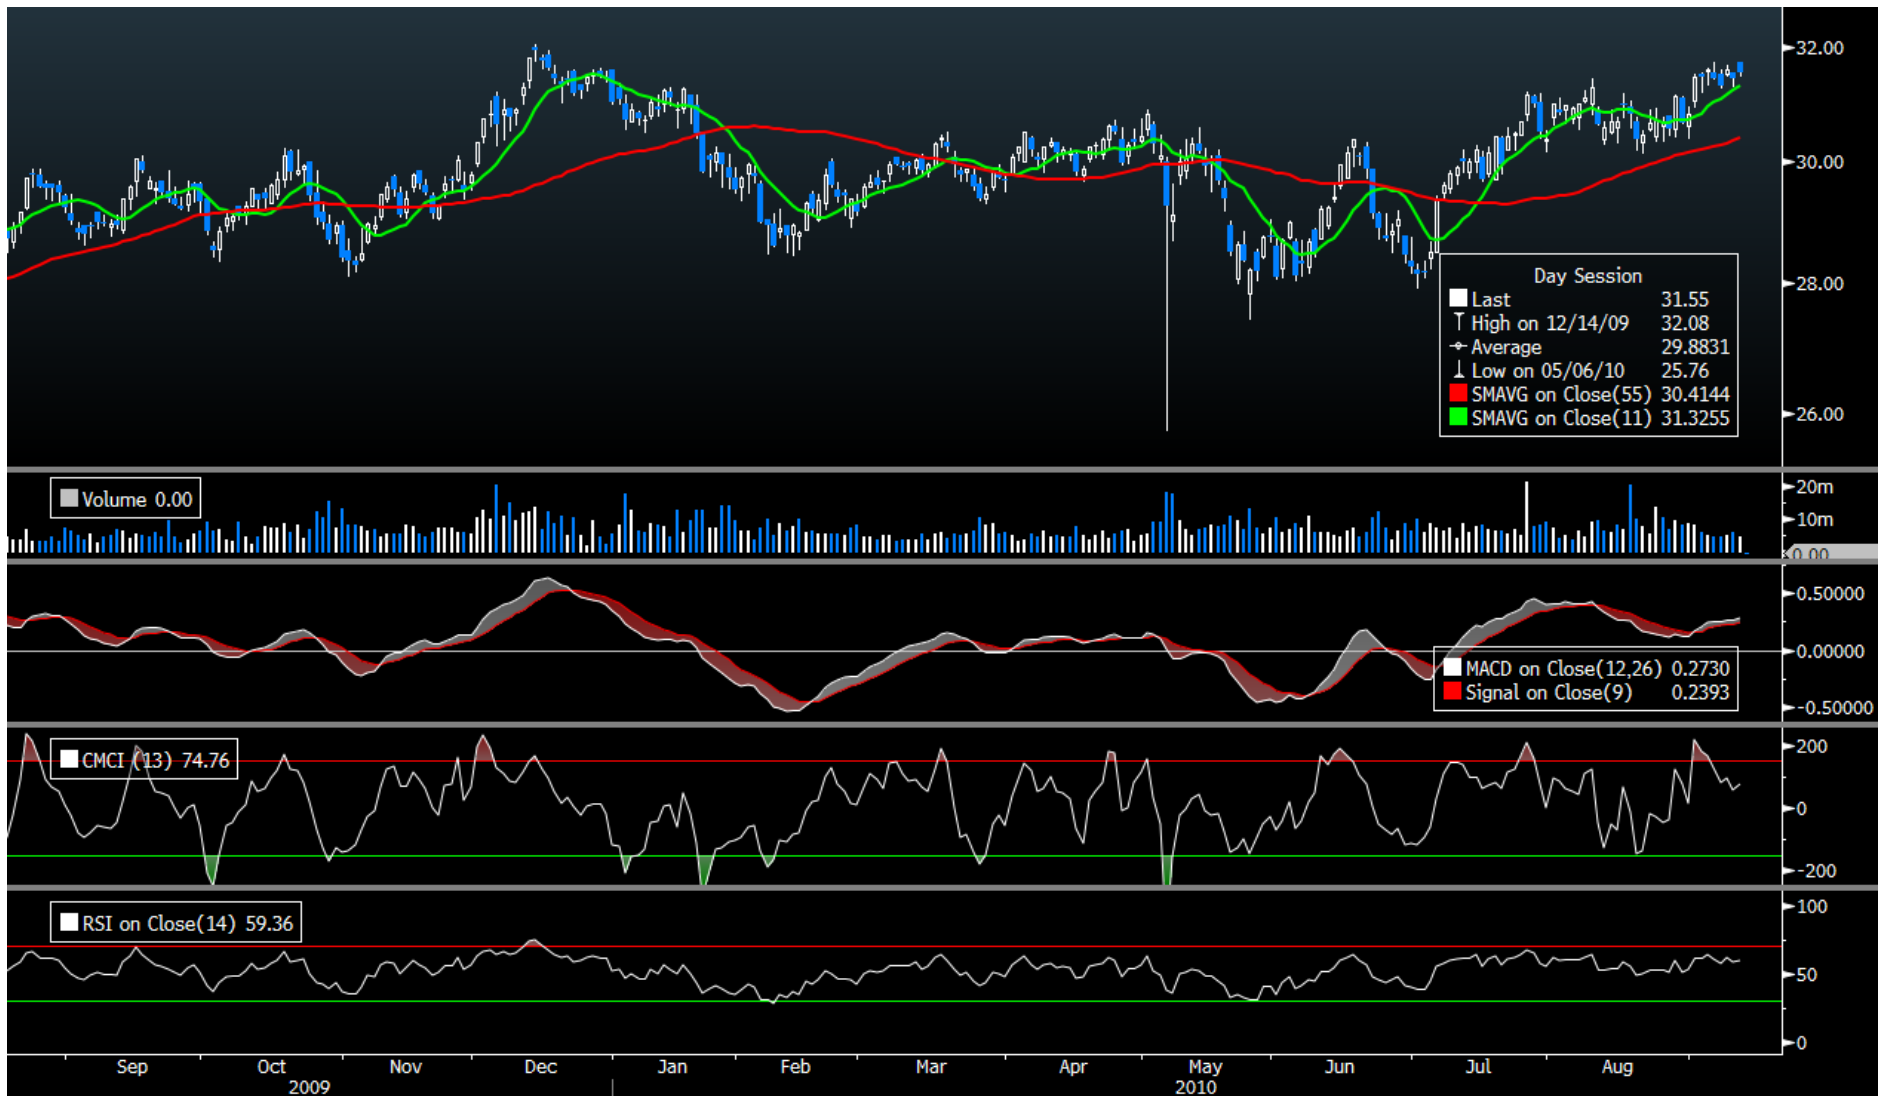 32.00
30.00
28.00
26.00
Day Session
Last 31.55
High on 12/14/09 32.08
Average 29.8831
Low on 05/06/10 25.76
SMAVG on Close(55) 30.4144
SMAVG on Close(11) 31.3255
Volume 0.00
20m
10m
0.00
0.50000
0.00000
-0.50000
MACD on Close(12,26) 0.2730
Signal on Close(9) 0.2393
CMCI (13) 74.76
200
0
-200
RSI on Close(14) 59.36
100
50
0
Sep Oct Nov Dec Jan Feb Mar Apr May Jun Jul Aug
2009 2010